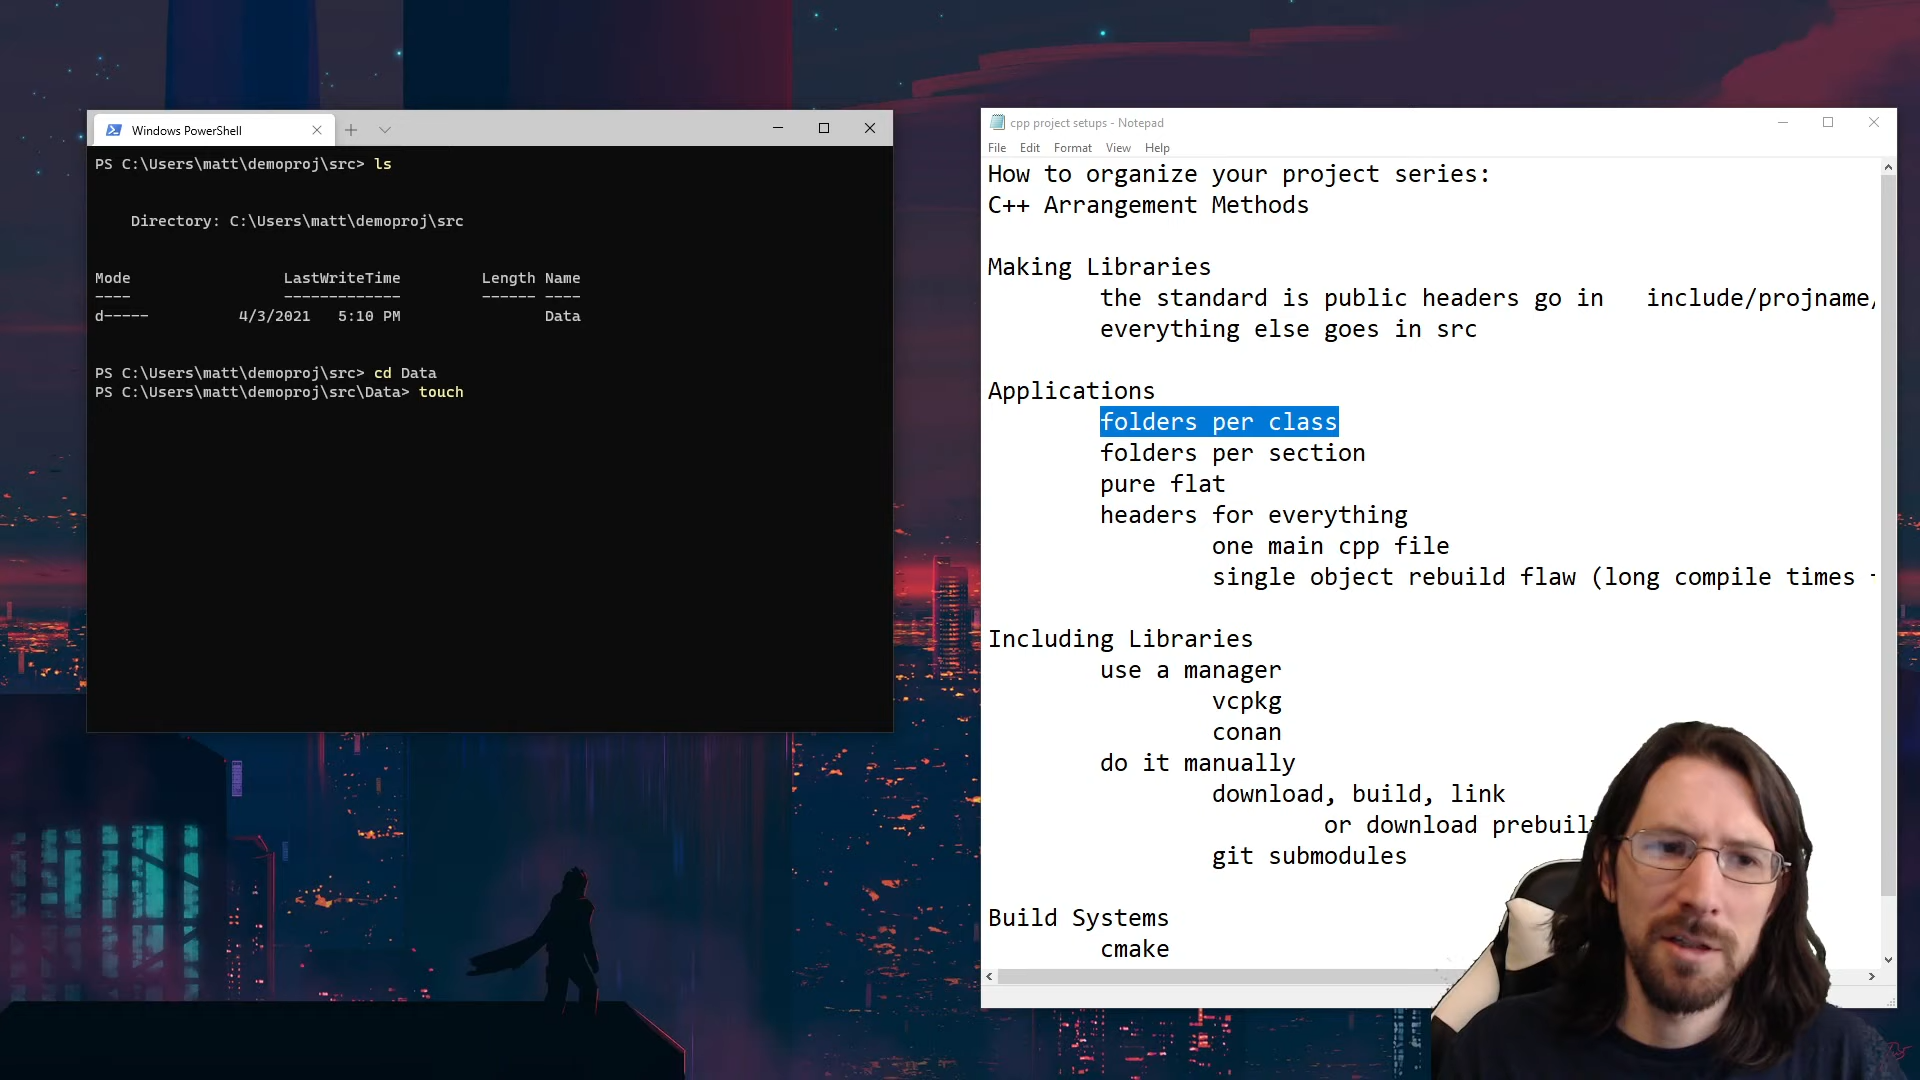 Windows PowerShell
PS C:\Users\matt\demoproj\src> ls
Directory: C:\Users\matt\demoproj\src
Mode LastWriteTime Length Name
---- ------------- ------ ----
d----- 4/3/2021 5:10 PM Data
PS C:\Users\matt\demoproj\src> cd Data
PS C:\Users\matt\demoproj\src\Data> touch
cpp project setups - Notepad
File Edit Format View Help
How to organize your project series:
C++ Arrangement Methods
Making Libraries
the standard is public headers go in include/projname/
everything else goes in src
Applications
folders per class
folders per section
pure flat
headers for everything
one main cpp file
single object rebuild flaw (long compile times
Including Libraries
use a manager
vcpkg
conan
do it manually
download, build, link
or download prebuil
git submodules
Build Systems
cmake